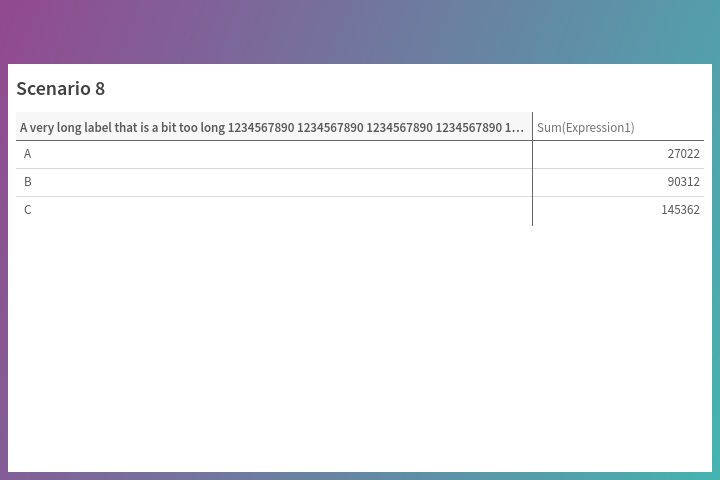 Scenario 8
A very long label that is a bit too long 1234567890 1234567890 1234567890 1234567890 1... Sum(Expression1)
A 27022
B 90312
C 145362